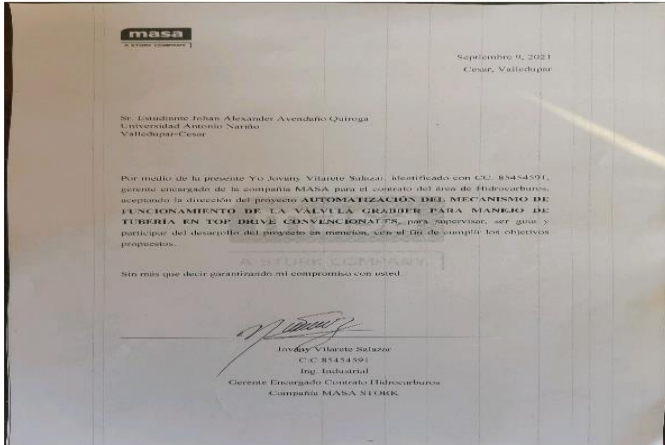 masa
A STORK COMPANY
Septiembre 9, 2021
Cesar, Valledupar
Sr. Estudiante Johan Alexander Avendaño Quiroga
Universidad Antonio Nariño
Valledupar-Cesar
Por medio de la presente Yo Jovany Vilarete Salazar, identificado con CC. 85454591,
gerente encargado de la compañía MASA para el contrato del área de Hidrocarburos,
aceptando la dirección del proyecto AUTOMATIZACIÓN DEL MECANISMO DE
FUNCIONAMIENTO DE LA VÁLVULA GRABBER PARA MANEJO DE
TUBERÍA EN TOP DRIVE CONVENCIONALES, para supervisar, ser guía y
participar del desarrollo del proyecto en mención, con el fin de cumplir los objetivos
propuestos.
A STORK COMPANY
Sin más que decir garantizando mi compromiso con usted.
Jovany Vilarete Salazar
C.C 85454591
Ing. Industrial
Gerente Encargado Contrato Hidrocarburos
Compañía MASA STORK